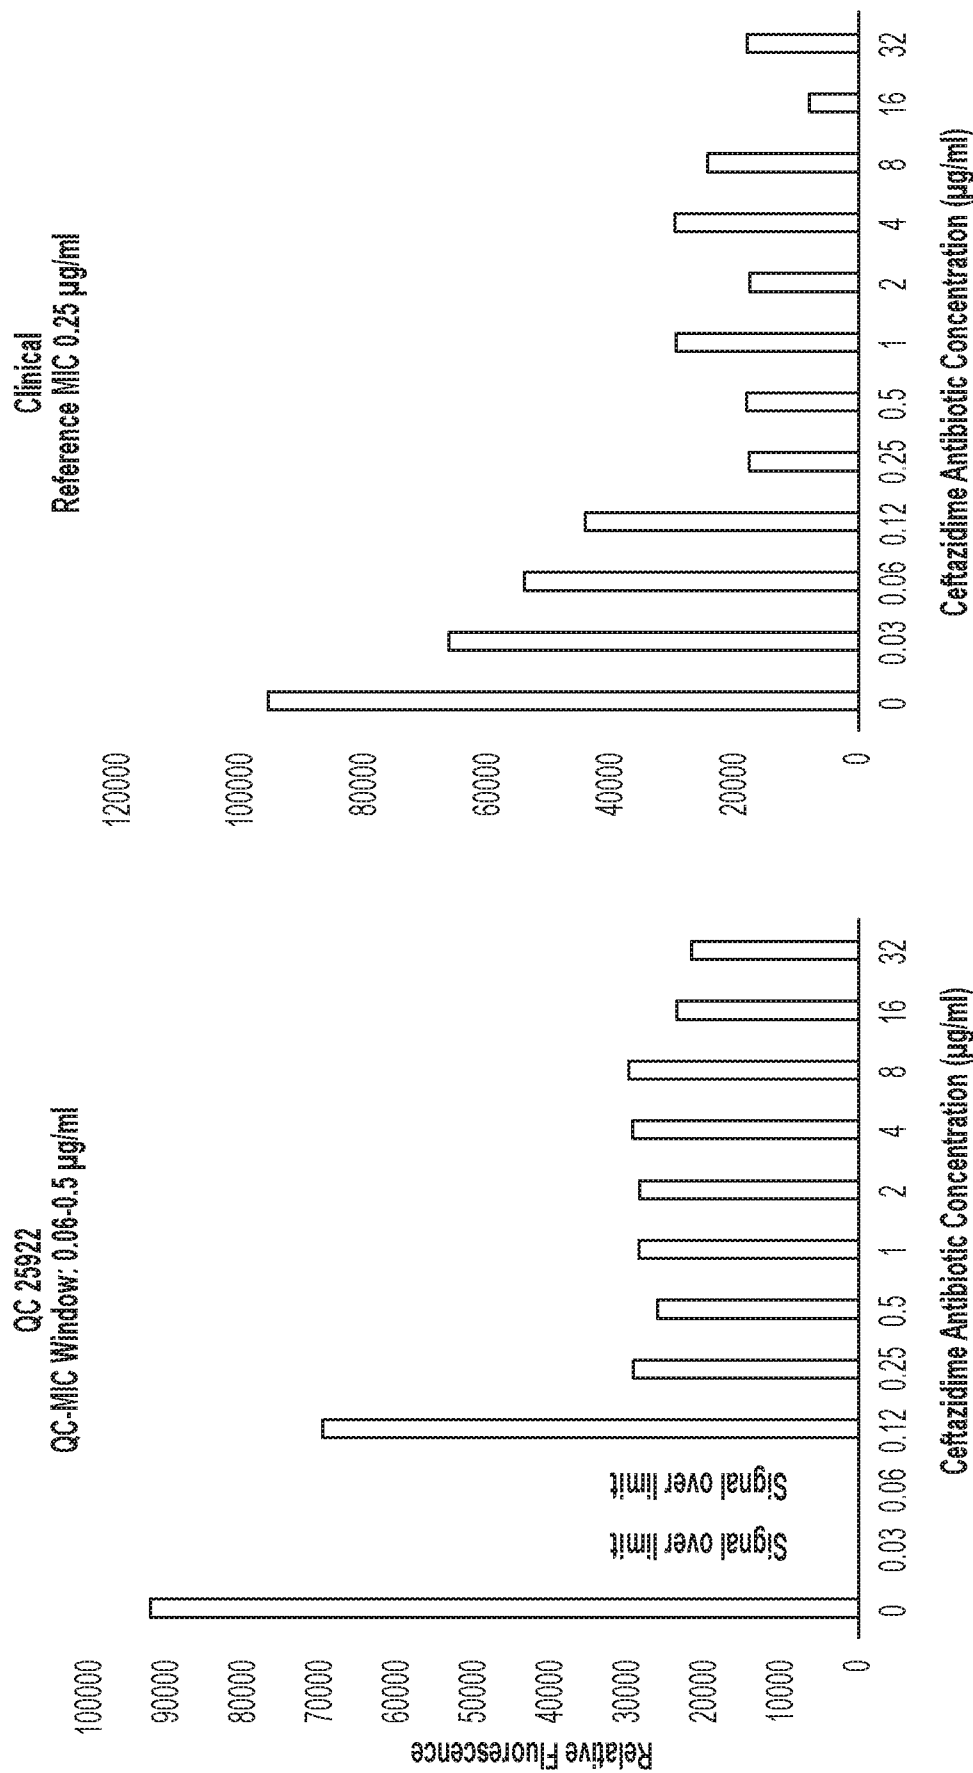 QC 25922
QC-MIC Window: 0.06-0.5 µg/ml
Relative Fluorescence
100000
90000
80000
70000
60000
50000
40000
30000
20000
10000
0
Signal over limit
Signal over limit
0 0.03 0.06 0.12 0.25 0.5 1 2 4 8 16 32
Ceftazidime Antibiotic Concentration (µg/ml)
Clinical
Reference MIC 0.25 µg/ml
120000
100000
80000
60000
40000
20000
0
0 0.03 0.06 0.12 0.25 0.5 1 2 4 8 16 32
Ceftazidime Antibiotic Concentration (µg/ml)